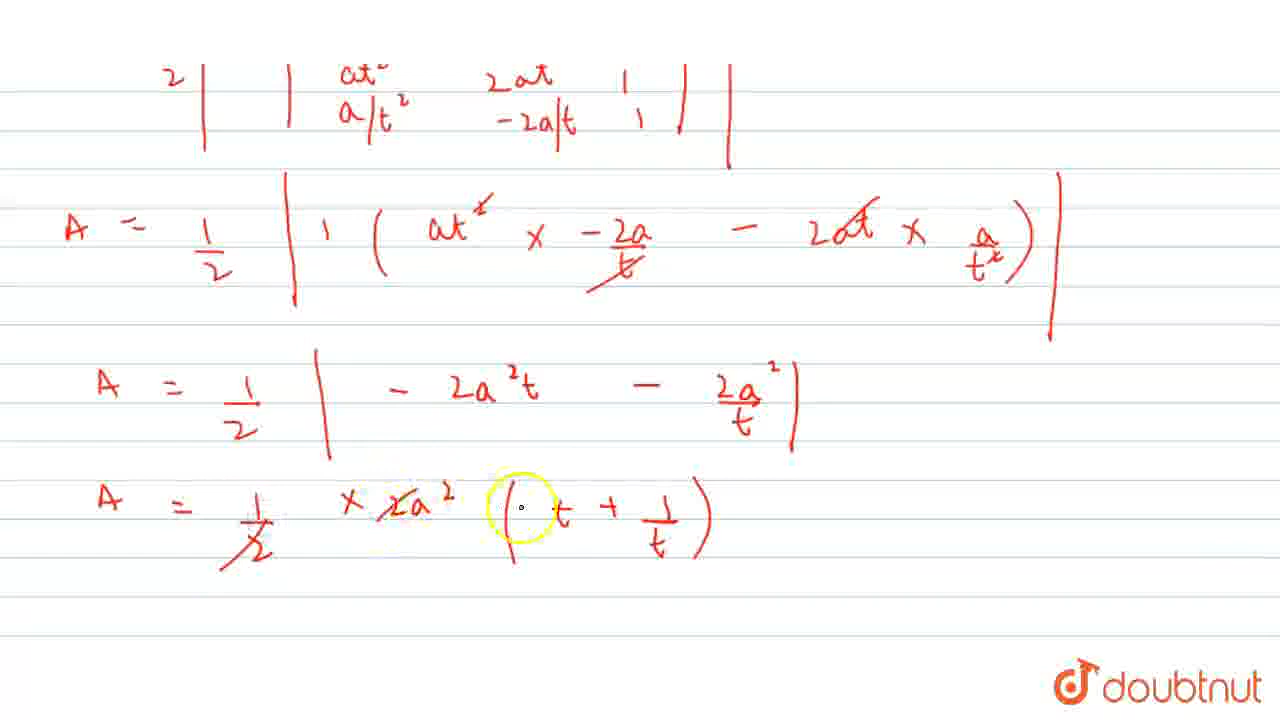 2 | | at² 2at 1 | |
a/t² -2a/t 1
A = 1/2 | 1 ( at² × -2a/t - 2at × a/t² ) |
A = 1/2 | - 2a²t - 2a²/t |
A = 1/2 × 2a² ( t + 1/t )
doubtnut